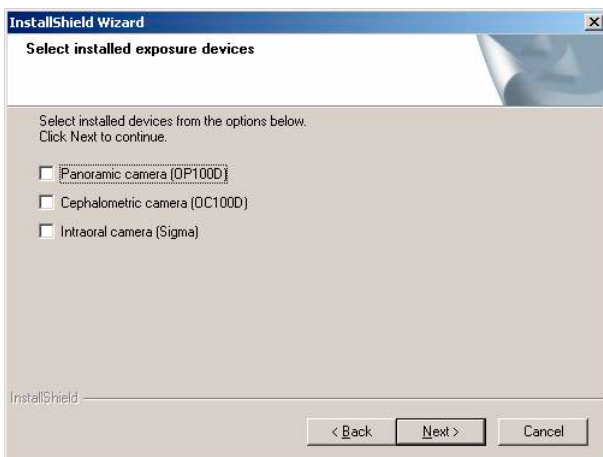 InstallShield Wizard
Select installed exposure devices
Select installed devices from the options below.
Click Next to continue.
Panoramic camera (OP100D)
Cephalometric camera (OC100D)
Intraoral camera (Sigma)
InstallShield
< Back Next > Cancel